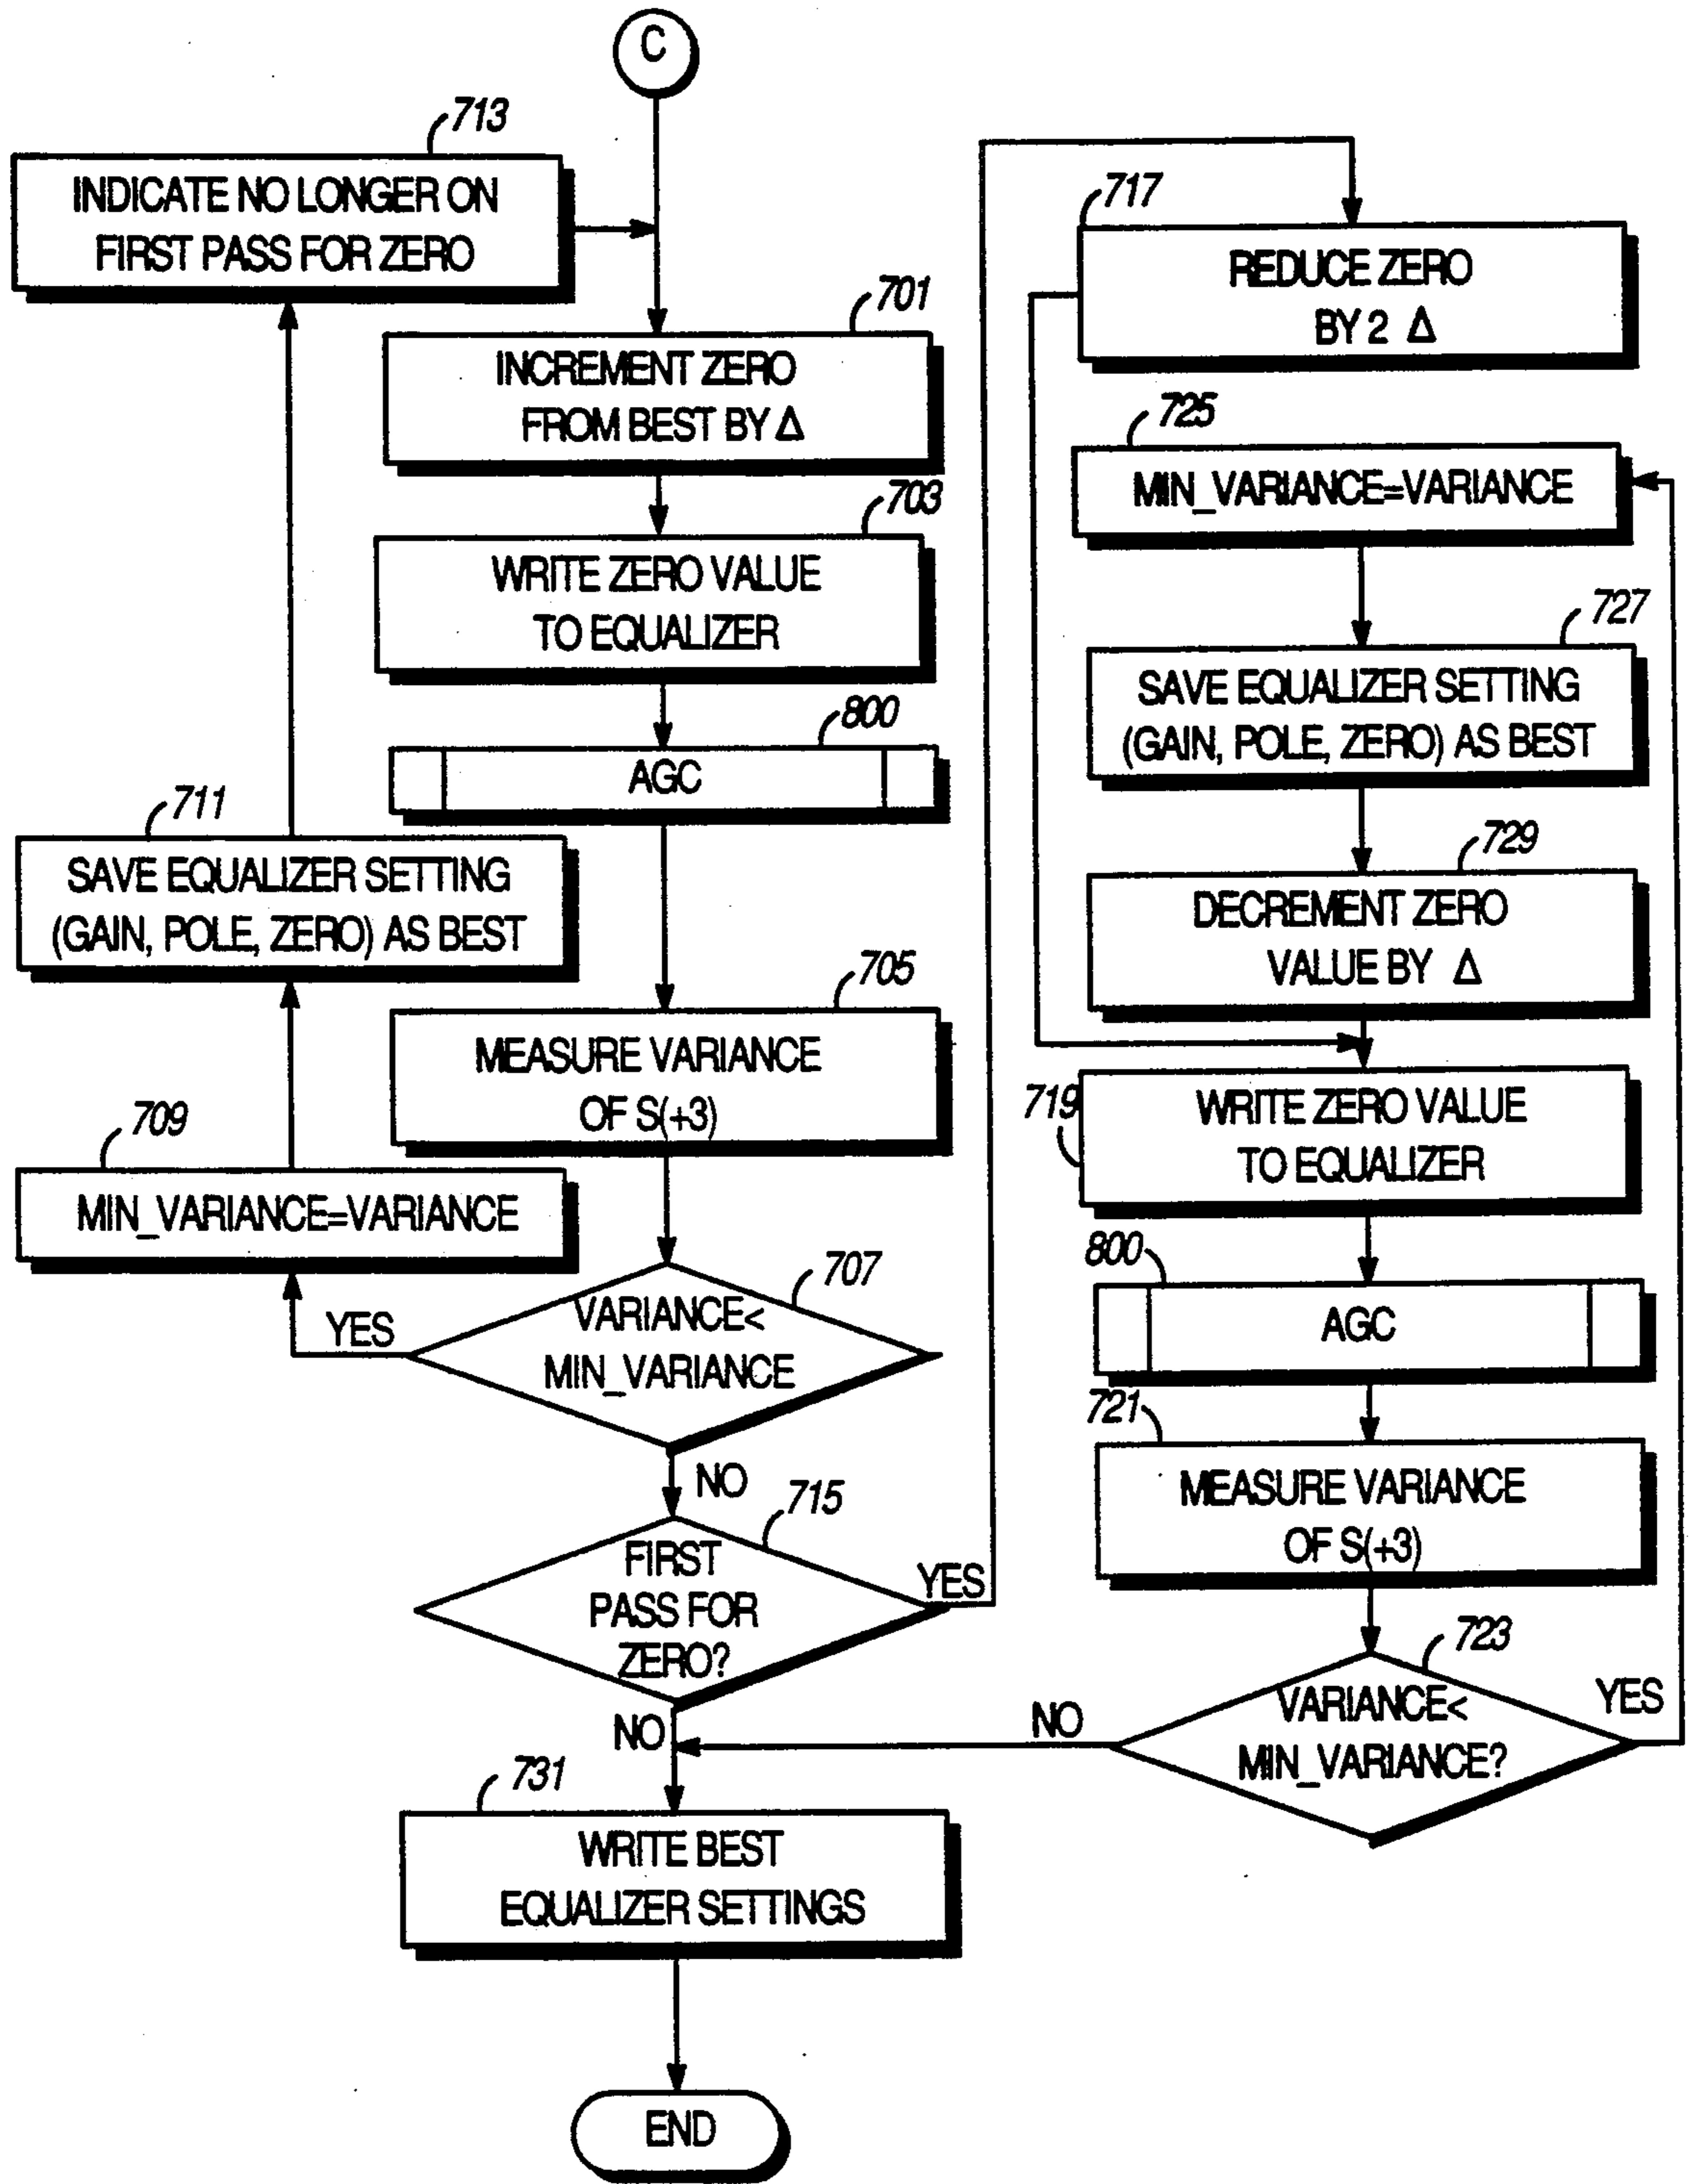 C
713
INDICATE NO LONGER ON
FIRST PASS FOR ZERO
701
INCREMENT ZERO
FROM BEST BY Δ
703
WRITE ZERO VALUE
TO EQUALIZER
800
AGC
711
SAVE EQUALIZER SETTING
(GAIN, POLE, ZERO) AS BEST
705
MEASURE VARIANCE
OF S(+3)
709
MIN_VARIANCE=VARIANCE
707
VARIANCE<
MIN_VARIANCE
YES
NO
715
FIRST
PASS FOR
ZERO?
YES
NO
731
WRITE BEST
EQUALIZER SETTINGS
END
717
REDUCE ZERO
BY 2 Δ
725
MIN_VARIANCE=VARIANCE
727
SAVE EQUALIZER SETTING
(GAIN, POLE, ZERO) AS BEST
729
DECREMENT ZERO
VALUE BY Δ
719
WRITE ZERO VALUE
TO EQUALIZER
800
AGC
721
MEASURE VARIANCE
OF S(+3)
723
VARIANCE<
MIN_VARIANCE?
YES
NO